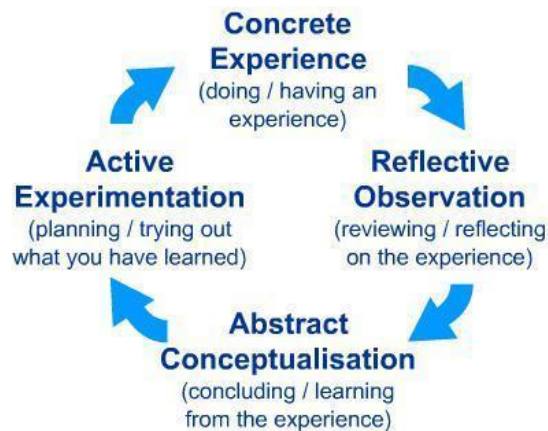 Concrete
Experience
(doing / having an
experience)
Reflective
Observation
(reviewing / reflecting
on the experience)
Abstract
Conceptualisation
(concluding / learning
from the experience)
Active
Experimentation
(planning / trying out
what you have learned)